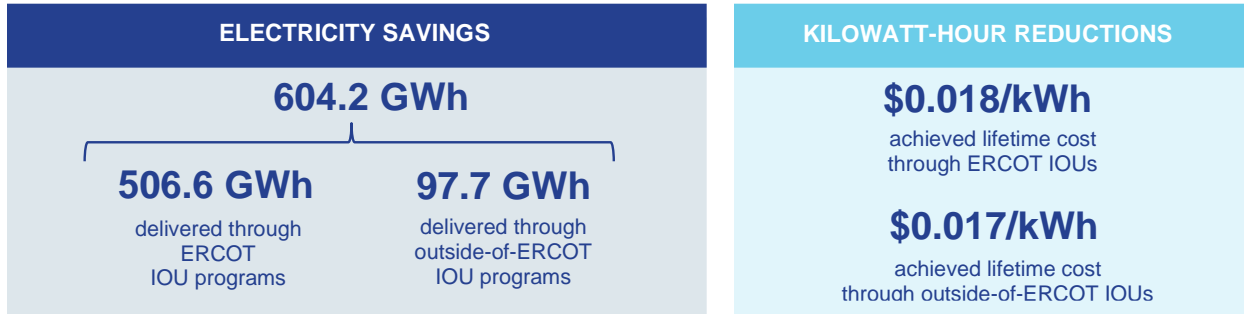 ELECTRICITY SAVINGS
604.2 GWh
506.6 GWh
delivered through
ERCOT
IOU programs
97.7 GWh
delivered through
outside-of-ERCOT
IOU programs
KILOWATT-HOUR REDUCTIONS
$0.018/kWh
achieved lifetime cost
through ERCOT IOUs
$0.017/kWh
achieved lifetime cost
through outside-of-ERCOT IOUs